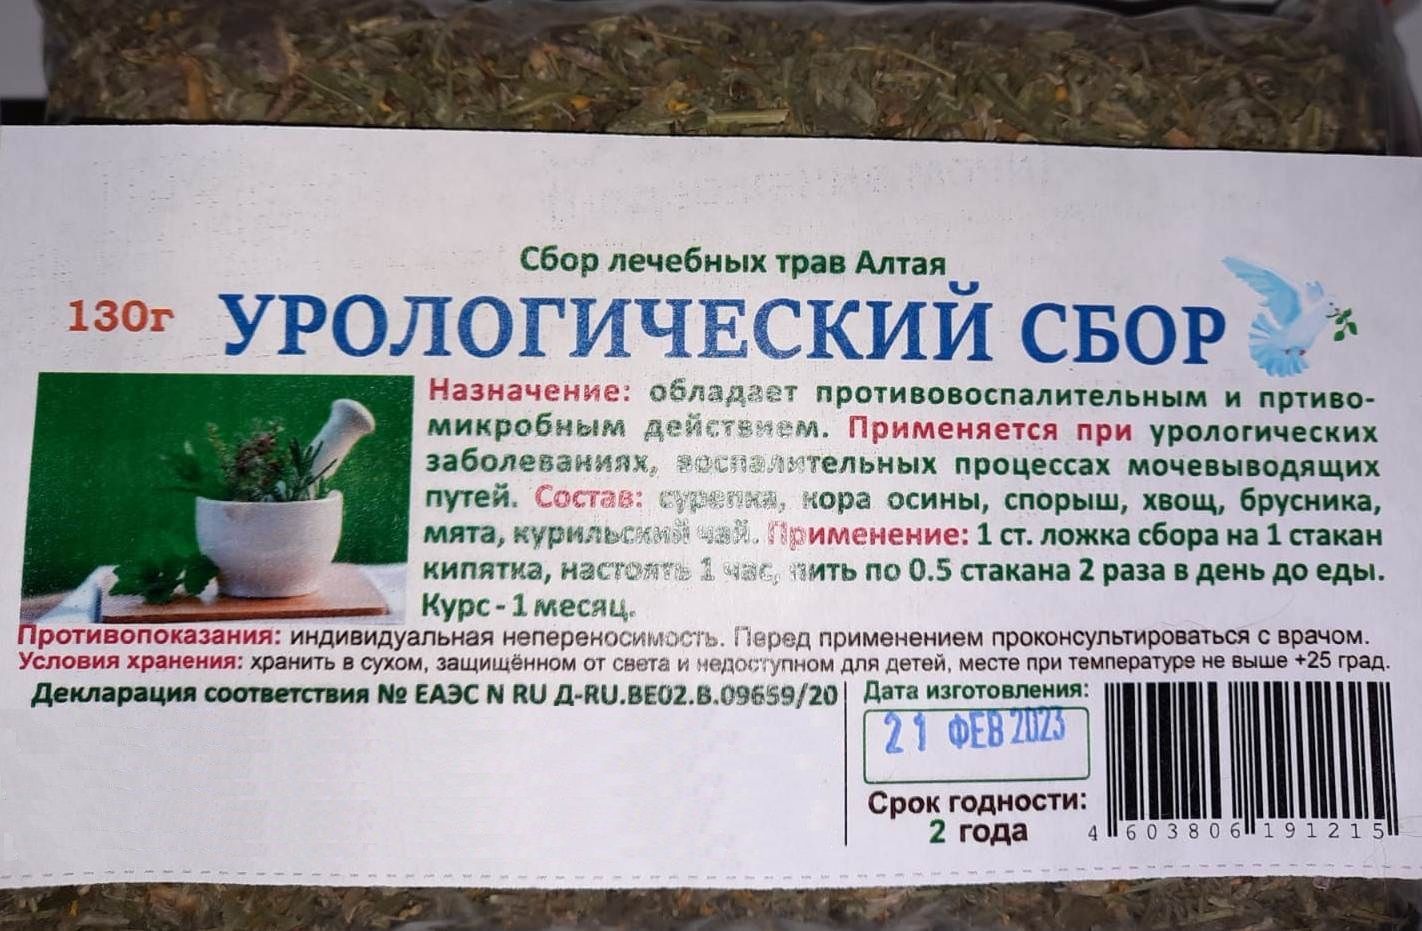 Сбор лечебных трав Алтая
130г УРОЛОГИЧЕСКИЙ СБОР
Назначение: обладает противовоспалительным и пртиво-
микробным действием. Применяется при урологических
заболеваниях, воспалительных процессах мочевыводящих
путей. Состав: сурепка, кора осины, спорыш, хвощ, брусника,
мята, курильский чай. Применение: 1 ст. ложка сбора на 1 стакан
кипятка, настоять 1 час, пить по 0.5 стакана 2 раза в день до еды.
Курс - 1 месяц.
Противопоказания: индивидуальная непереносимость. Перед применением проконсультироваться с врачом.
Условия хранения: хранить в сухом, защищённом от света и недоступном для детей, месте при температуре не выше +25 град.
Декларация соответствия № ЕАЭС N RU Д-RU.ВЕ02.В.09659/20
Дата изготовления:
21 ФЕВ 2023
Срок годности:
2 года
4 603806 191215